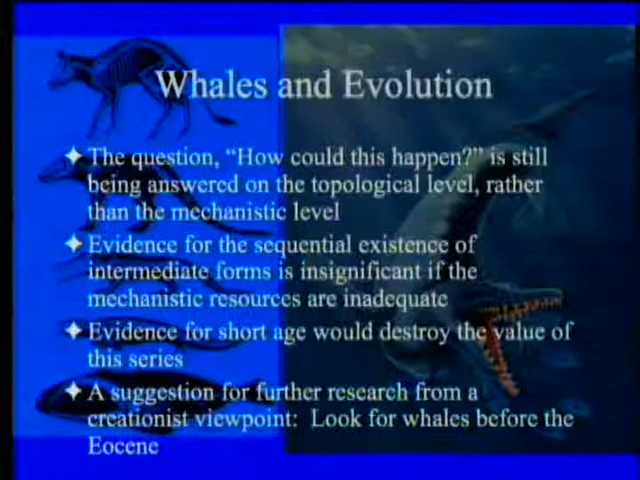 Whales and Evolution
The question, “How could this happen?” is still
being answered on the topological level, rather
than the mechanistic level
Evidence for the sequential existence of
intermediate forms is insignificant if the
mechanistic resources are inadequate
Evidence for short age would destroy the value of
this series
A suggestion for further research from a
creationist viewpoint: Look for whales before the
Eocene